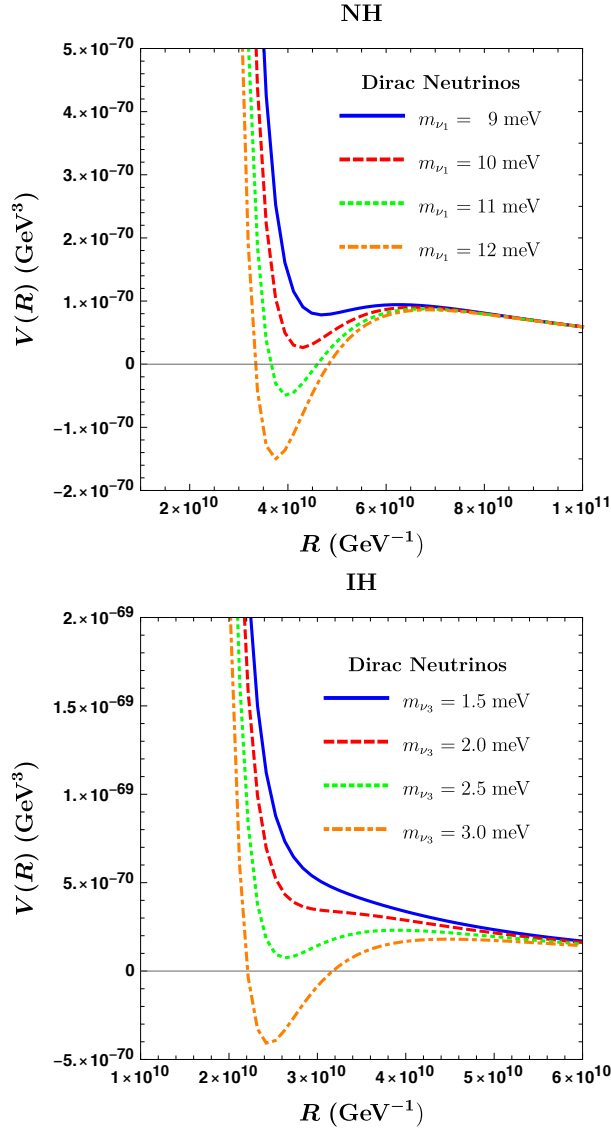 NH
5.×10⁻⁷⁰
4.×10⁻⁷⁰
3.×10⁻⁷⁰
2.×10⁻⁷⁰
1.×10⁻⁷⁰
0
-1.×10⁻⁷⁰
-2.×10⁻⁷⁰
V(R) (GeV³)
Dirac Neutrinos
m_ν₁ = 9 meV
m_ν₁ = 10 meV
m_ν₁ = 11 meV
m_ν₁ = 12 meV
2×10¹⁰ 4×10¹⁰ 6×10¹⁰ 8×10¹⁰ 1×10¹¹
R (GeV⁻¹)
IH
2.×10⁻⁶⁹
1.5×10⁻⁶⁹
1.×10⁻⁶⁹
5.×10⁻⁷⁰
0
-5.×10⁻⁷⁰
V(R) (GeV³)
Dirac Neutrinos
m_ν₃ = 1.5 meV
m_ν₃ = 2.0 meV
m_ν₃ = 2.5 meV
m_ν₃ = 3.0 meV
1×10¹⁰ 2×10¹⁰ 3×10¹⁰ 4×10¹⁰ 5×10¹⁰ 6×10¹⁰
R (GeV⁻¹)